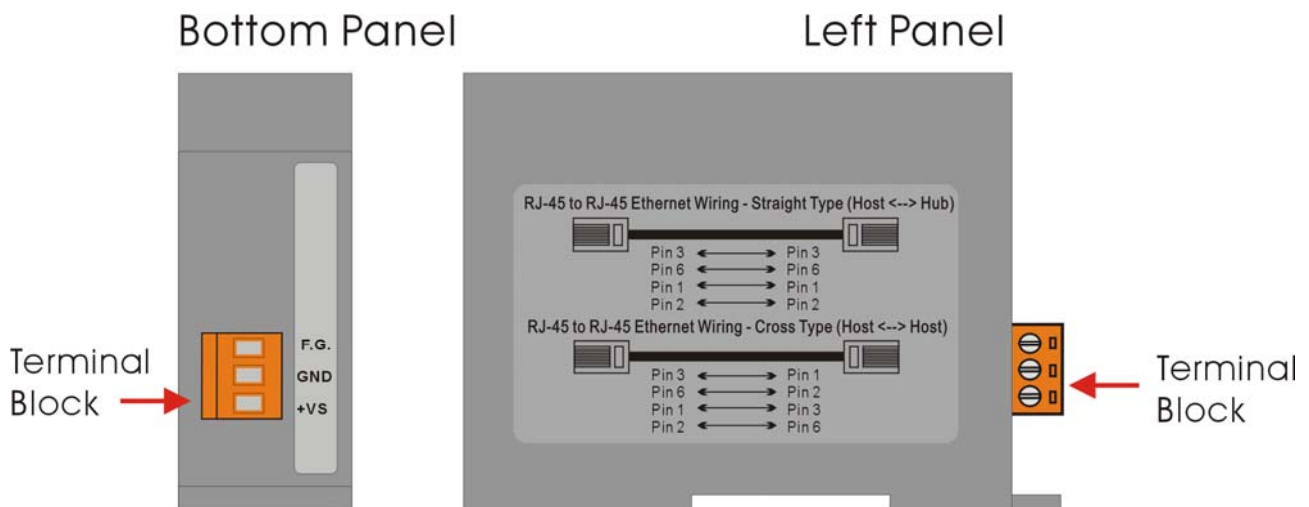 Bottom Panel
Left Panel
Terminal
Block
F.G.
GND
+VS
RJ-45 to RJ-45 Ethernet Wiring - Straight Type (Host <--> Hub)
Pin 3 Pin 3
Pin 6 Pin 6
Pin 1 Pin 1
Pin 2 Pin 2
RJ-45 to RJ-45 Ethernet Wiring - Cross Type (Host <--> Host)
Pin 3 Pin 1
Pin 6 Pin 2
Pin 1 Pin 3
Pin 2 Pin 6
Terminal
Block